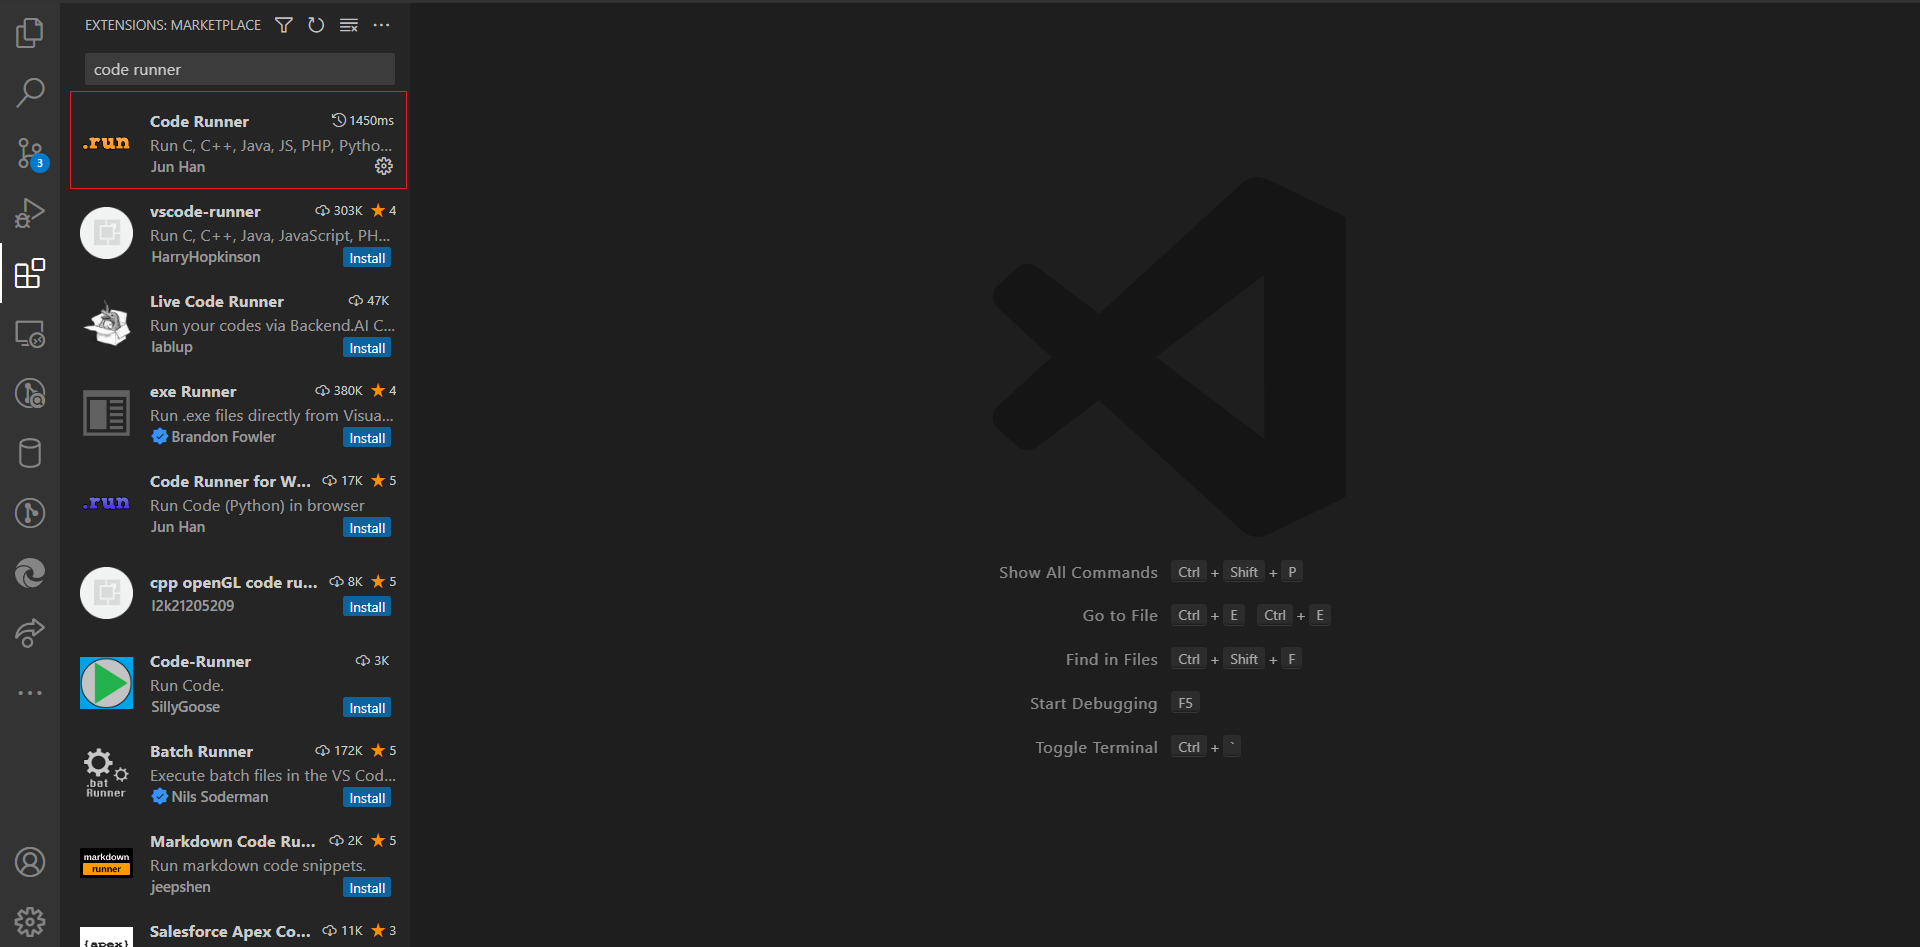 EXTENSIONS: MARKETPLACE
code runner
Code Runner 1450ms
.run
Run C, C++, Java, JS, PHP, Pytho...
Jun Han
3
vscode-runner 303K 4
Run C, C++, Java, JavaScript, PH...
HarryHopkinson Install
Live Code Runner 47K
Run your codes via Backend.AI C...
lablup Install
exe Runner 380K 4
Run .exe files directly from Visua...
Brandon Fowler Install
Code Runner for W... 17K 5
.run
Run Code (Python) in browser
Jun Han Install
cpp openGL code ru... 8K 5
l2k21205209 Install
Code-Runner 3K
Run Code.
SillyGoose Install
Batch Runner 172K 5
Execute batch files in the VS Cod...
.bat
Runner
Nils Soderman Install
Markdown Code Ru... 2K 5
markdown
runner
Run markdown code snippets.
jeepshen Install
Salesforce Apex Co... 11K 3
{apex}
Show All Commands Ctrl + Shift + P
Go to File Ctrl + E Ctrl + E
Find in Files Ctrl + Shift + F
Start Debugging F5
Toggle Terminal Ctrl + `